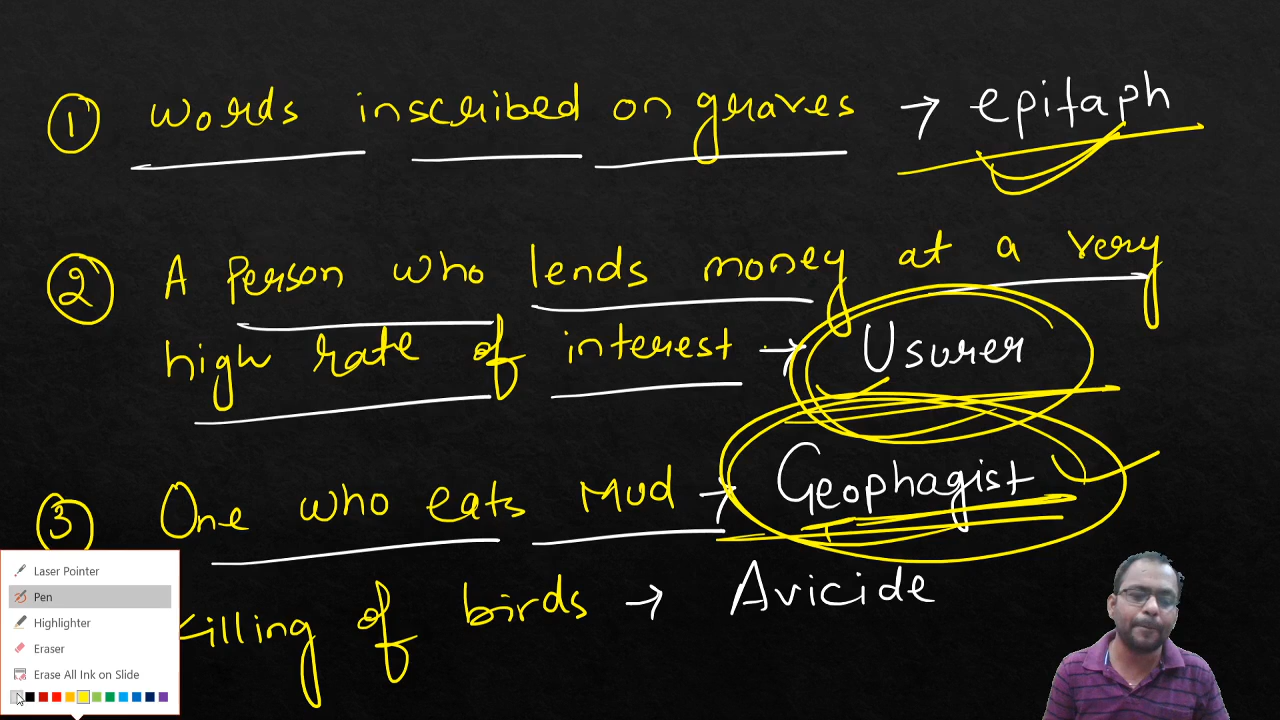 ① words inscribed on graves → epitaph
② A Person who lends money at a very
high rate of interest → Usurer
③ One who eats Mud → Geophagist
Killing of birds → Avicide
Laser Pointer
Pen
Highlighter
Eraser
Erase All Ink on Slide